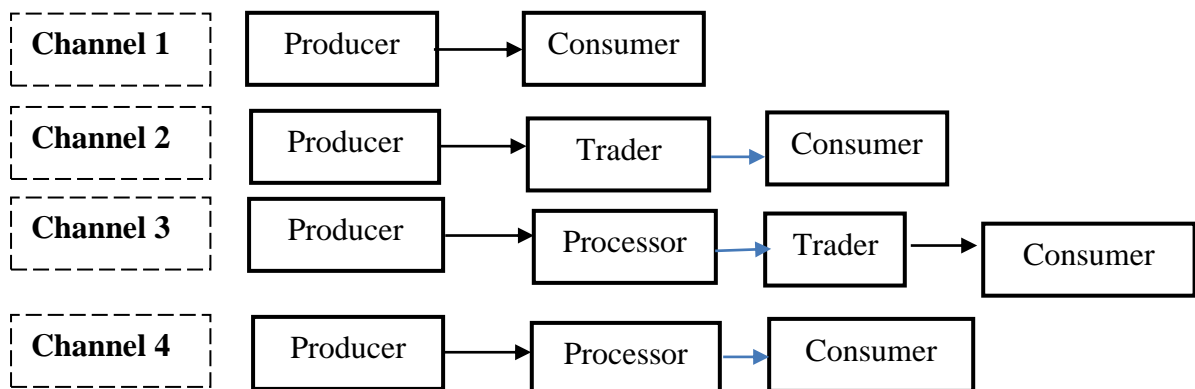 Channel 1 Producer Consumer
Channel 2 Producer Trader Consumer
Channel 3 Producer Processor Trader Consumer
Channel 4 Producer Processor Consumer